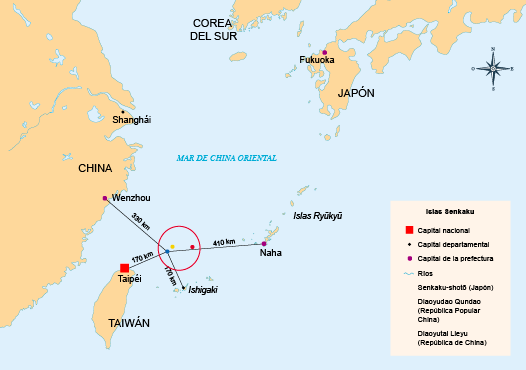 COREA
DEL SUR
Fukuoka
JAPÓN
N
O
E
S
Shanghái
CHINA
MAR DE CHINA ORIENTAL
Wenzhou
330 km
Islas Ryūkyū
410 km
Naha
170 km
170 km
Taipéi
Ishigaki
TAIWÁN
Islas Senkaku
Capital nacional
Capital departamental
Capital de la prefectura
Ríos
Senkaku-shotō (Japón)
Diaoyudao Qundao
(República Popular
China)
Diaoyutai Lieyu
(República de China)